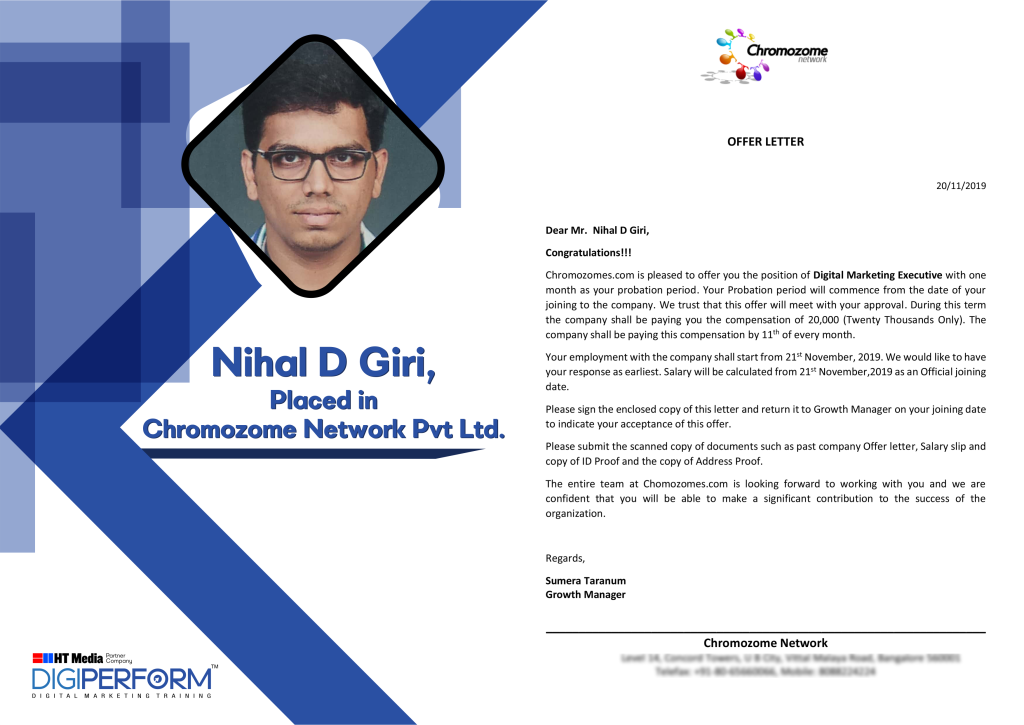 Nihal D Giri,
Placed in
Chromozome Network Pvt Ltd.
HT Media Partner
Company
DIGIPERFORM™
DIGITAL MARKETING TRAINING
Chromozome
network
OFFER LETTER
20/11/2019
Dear Mr. Nihal D Giri,
Congratulations!!!
Chromozomes.com is pleased to offer you the position of Digital Marketing Executive with one
month as your probation period. Your Probation period will commence from the date of your
joining to the company. We trust that this offer will meet with your approval. During this term
the company shall be paying you the compensation of 20,000 (Twenty Thousands Only). The
company shall be paying this compensation by 11th of every month.
Your employment with the company shall start from 21st November, 2019. We would like to have
your response as earliest. Salary will be calculated from 21st November,2019 as an Official joining
date.
Please sign the enclosed copy of this letter and return it to Growth Manager on your joining date
to indicate your acceptance of this offer.
Please submit the scanned copy of documents such as past company Offer letter, Salary slip and
copy of ID Proof and the copy of Address Proof.
The entire team at Chomozomes.com is looking forward to working with you and we are
confident that you will be able to make a significant contribution to the success of the
organization.
Regards,
Sumera Taranum
Growth Manager
Chromozome Network